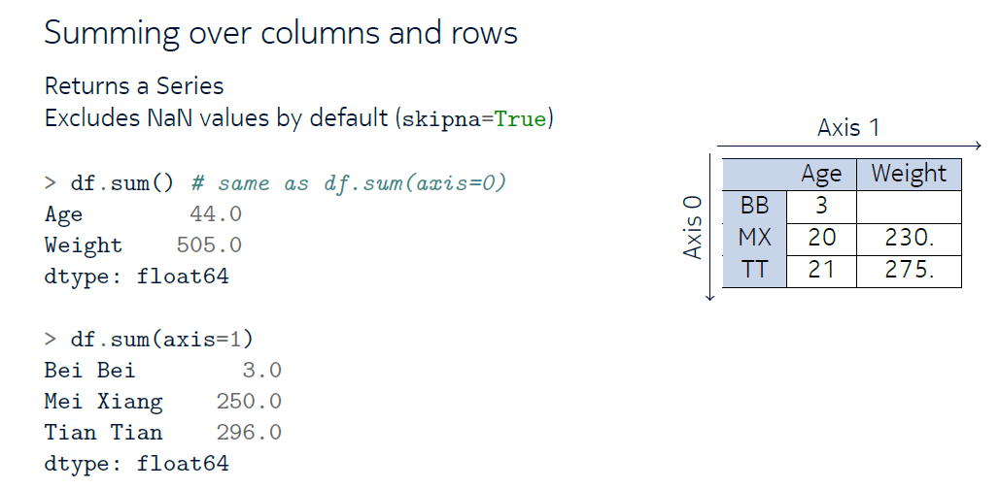 Summing over columns and rows
Returns a Series
Excludes NaN values by default (skipna=True)
> df.sum() # same as df.sum(axis=0)
Age 44.0
Weight 505.0
dtype: float64
> df.sum(axis=1)
Bei Bei 3.0
Mei Xiang 250.0
Tian Tian 296.0
dtype: float64
Axis 1
Axis 0
Age Weight
BB 3
MX 20 230.
TT 21 275.